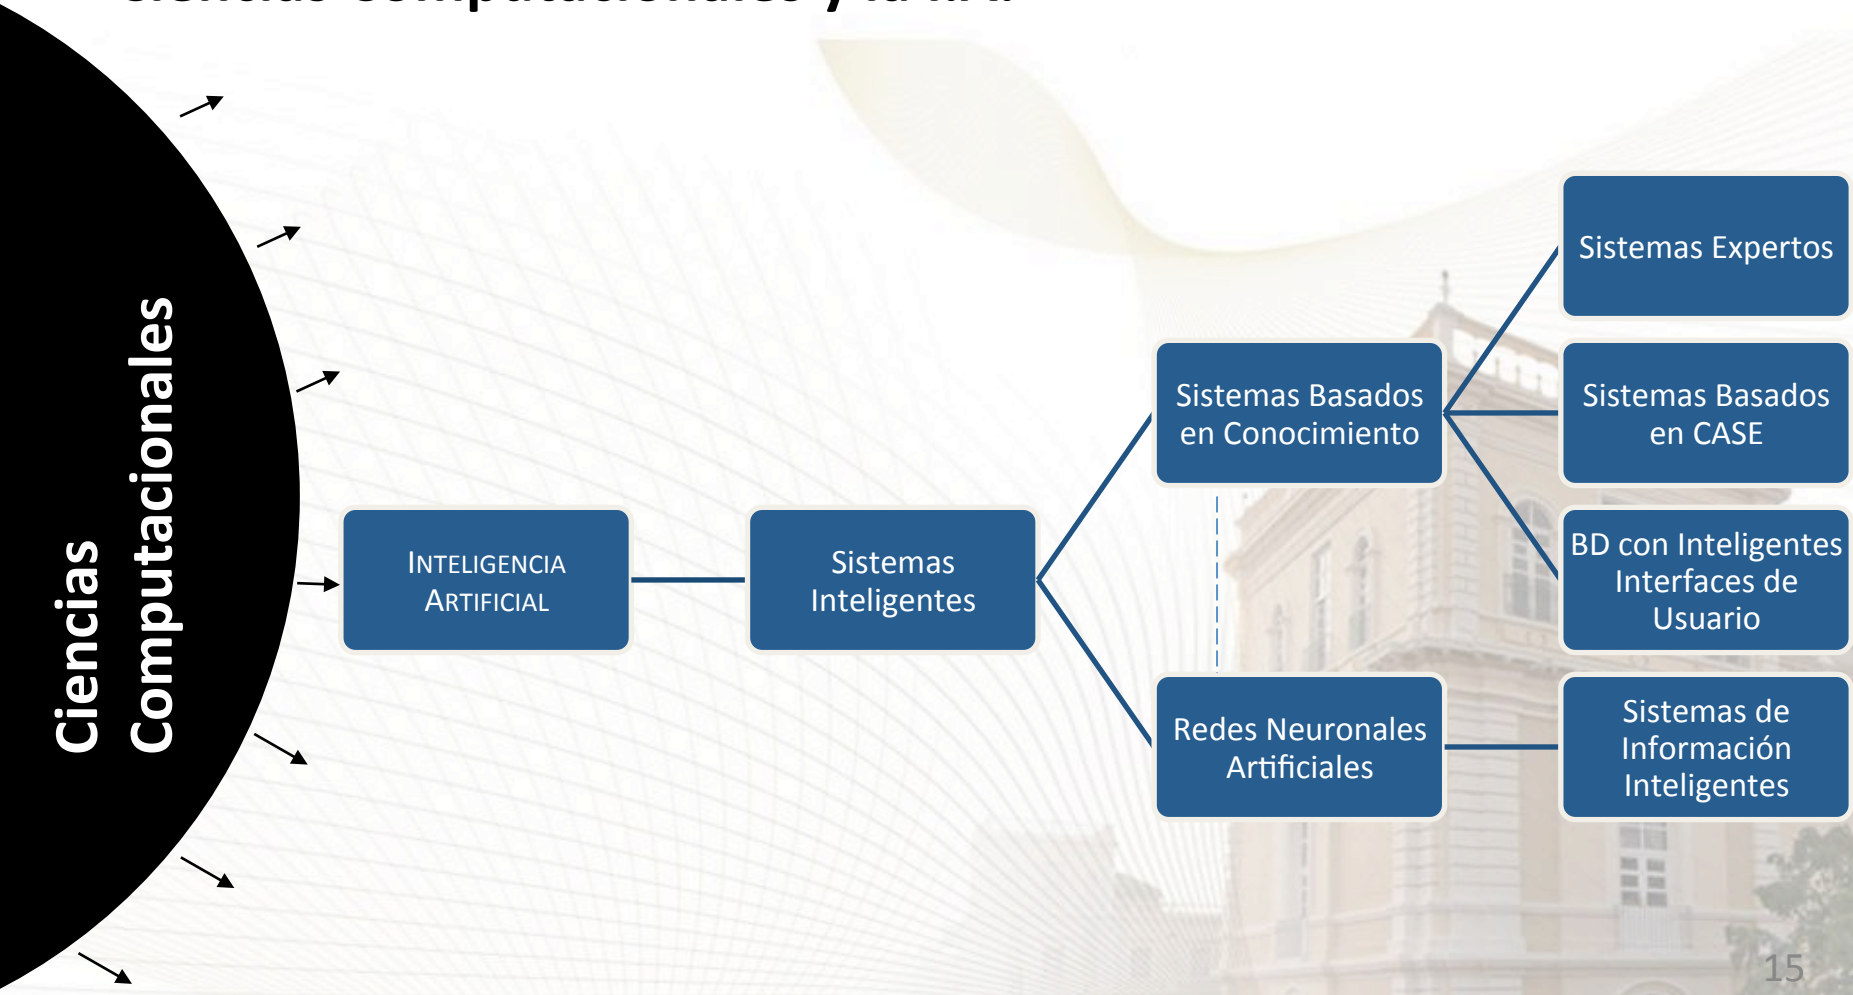 Ciencias
Computacionales
INTELIGENCIA
ARTIFICIAL
Sistemas
Inteligentes
Sistemas Basados
en Conocimiento
Redes Neuronales
Artificiales
Sistemas Expertos
Sistemas Basados
en CASE
BD con Inteligentes
Interfaces de
Usuario
Sistemas de
Información
Inteligentes
15